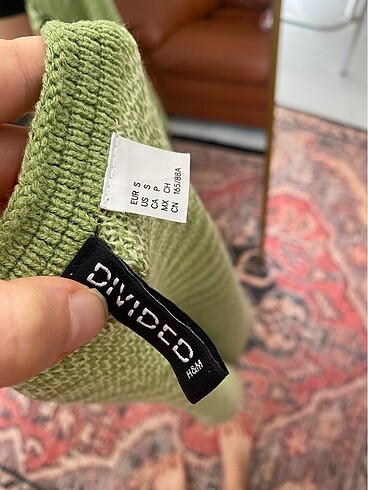 EUR S
US S
CA P
MX CH
CN 165/88A
DIVIDED
H&M